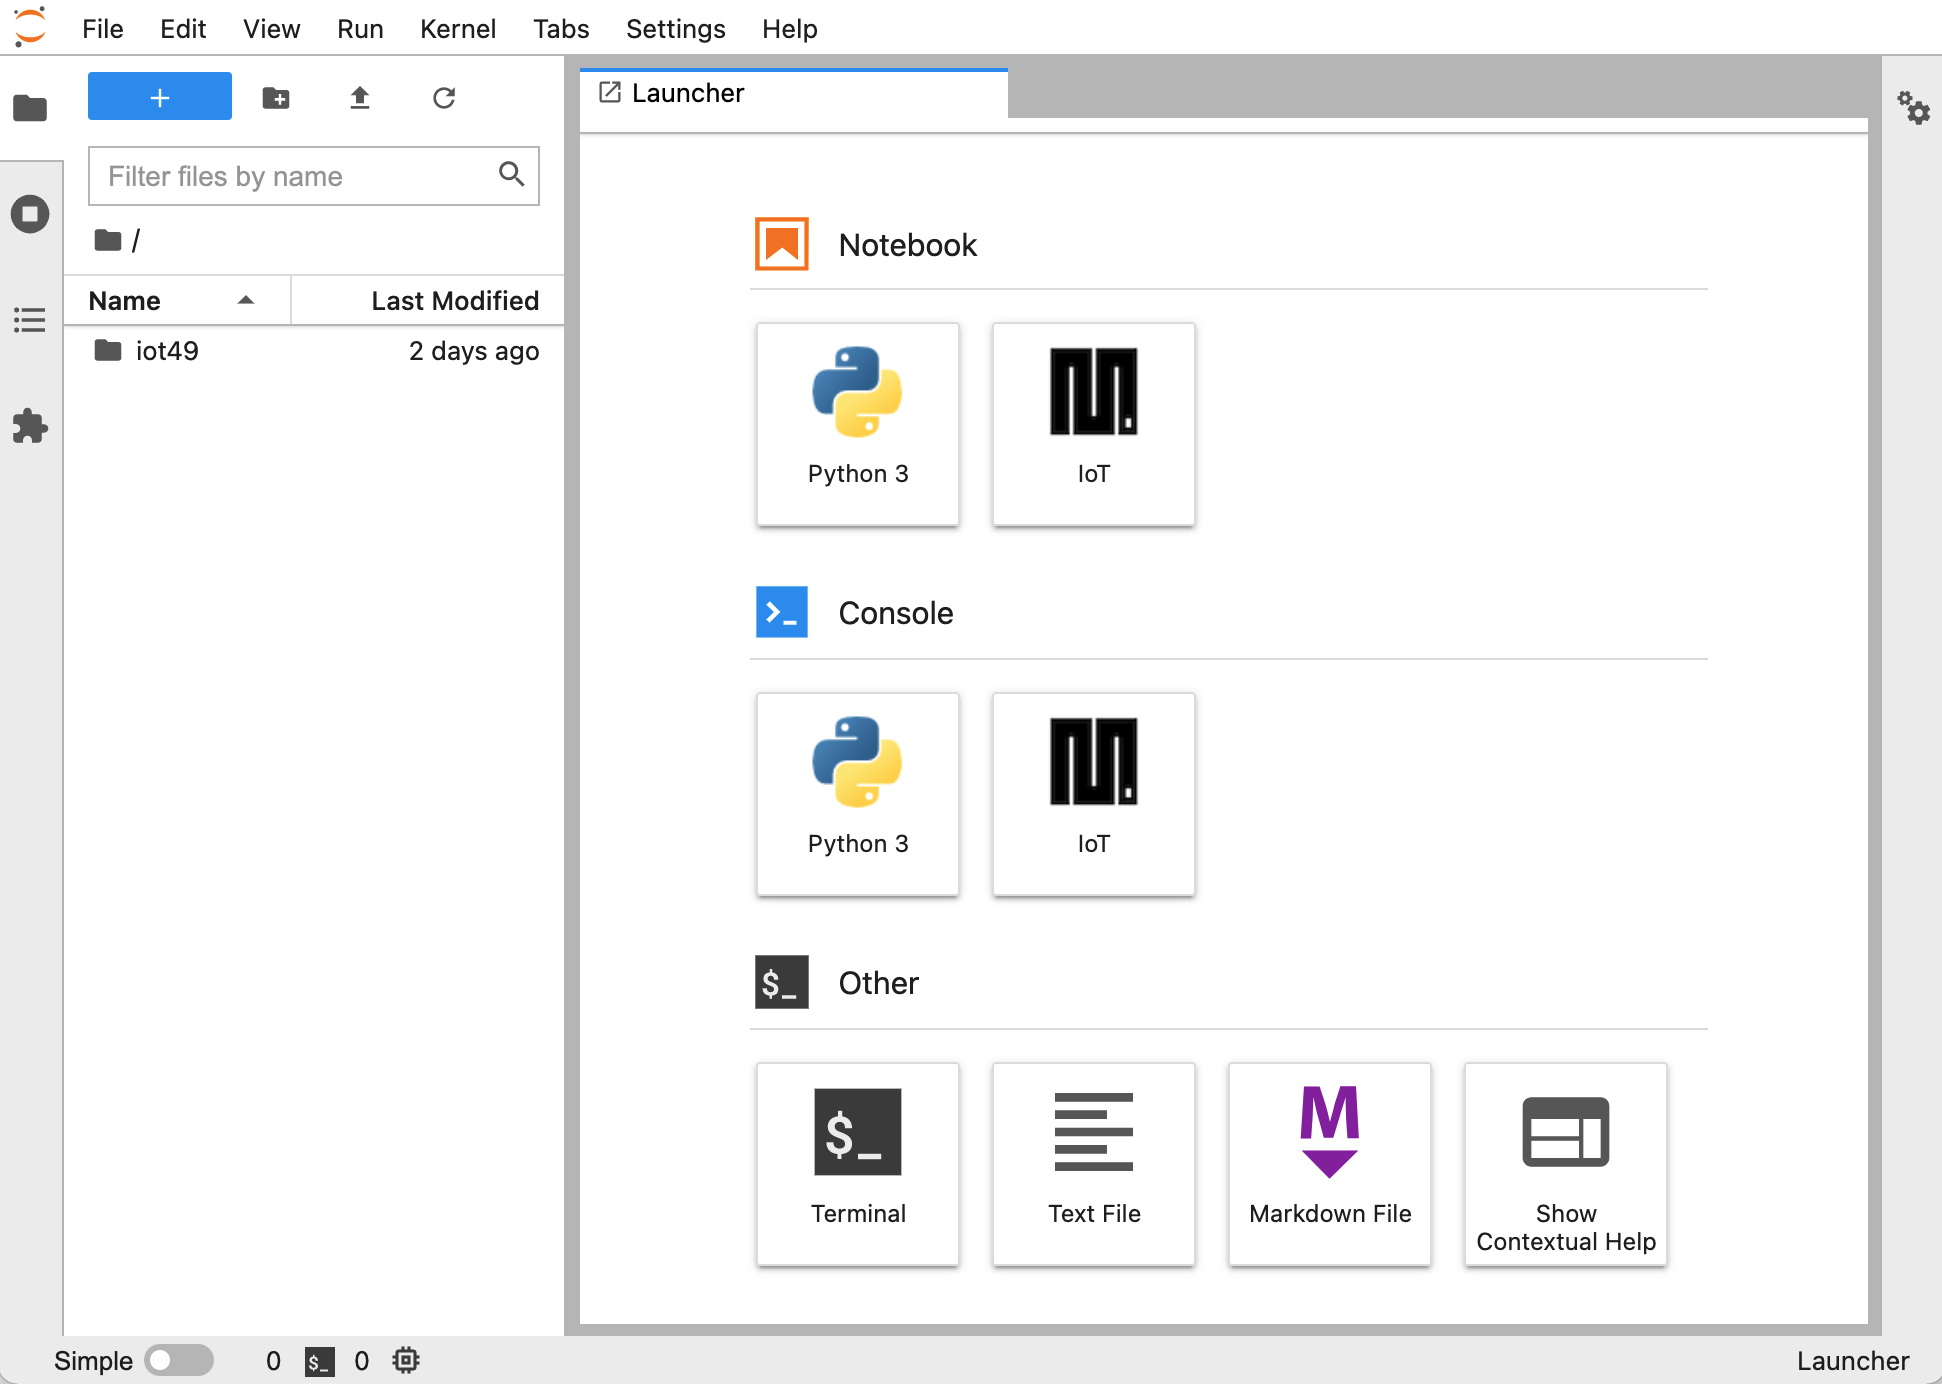 File Edit View Run Kernel Tabs Settings Help
+
Filter files by name
/
Name Last Modified
iot49 2 days ago
Launcher
Notebook
Python 3 IoT
>_ Console
Python 3 IoT
$_ Other
$_
Terminal Text File Markdown File Show
Contextual Help
M
Simple 0 $_ 0 Launcher